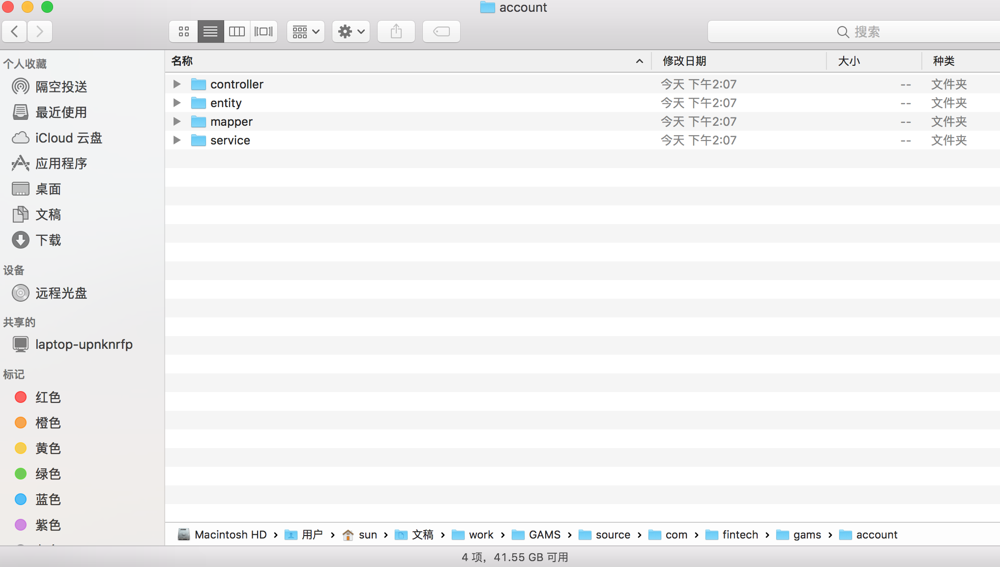 account
搜索
个人收藏
隔空投送
最近使用
iCloud 云盘
应用程序
桌面
文稿
下载
设备
远程光盘
共享的
laptop-upnknrfp
标记
红色
橙色
黄色
绿色
蓝色
紫色
名称 修改日期 大小 种类
controller 今天 下午2:07 -- 文件夹
entity 今天 下午2:07 -- 文件夹
mapper 今天 下午2:07 -- 文件夹
service 今天 下午2:07 -- 文件夹
Macintosh HD › 用户 › sun › 文稿 › work › GAMS › source › com › fintech › gams › account
4 项，41.55 GB 可用